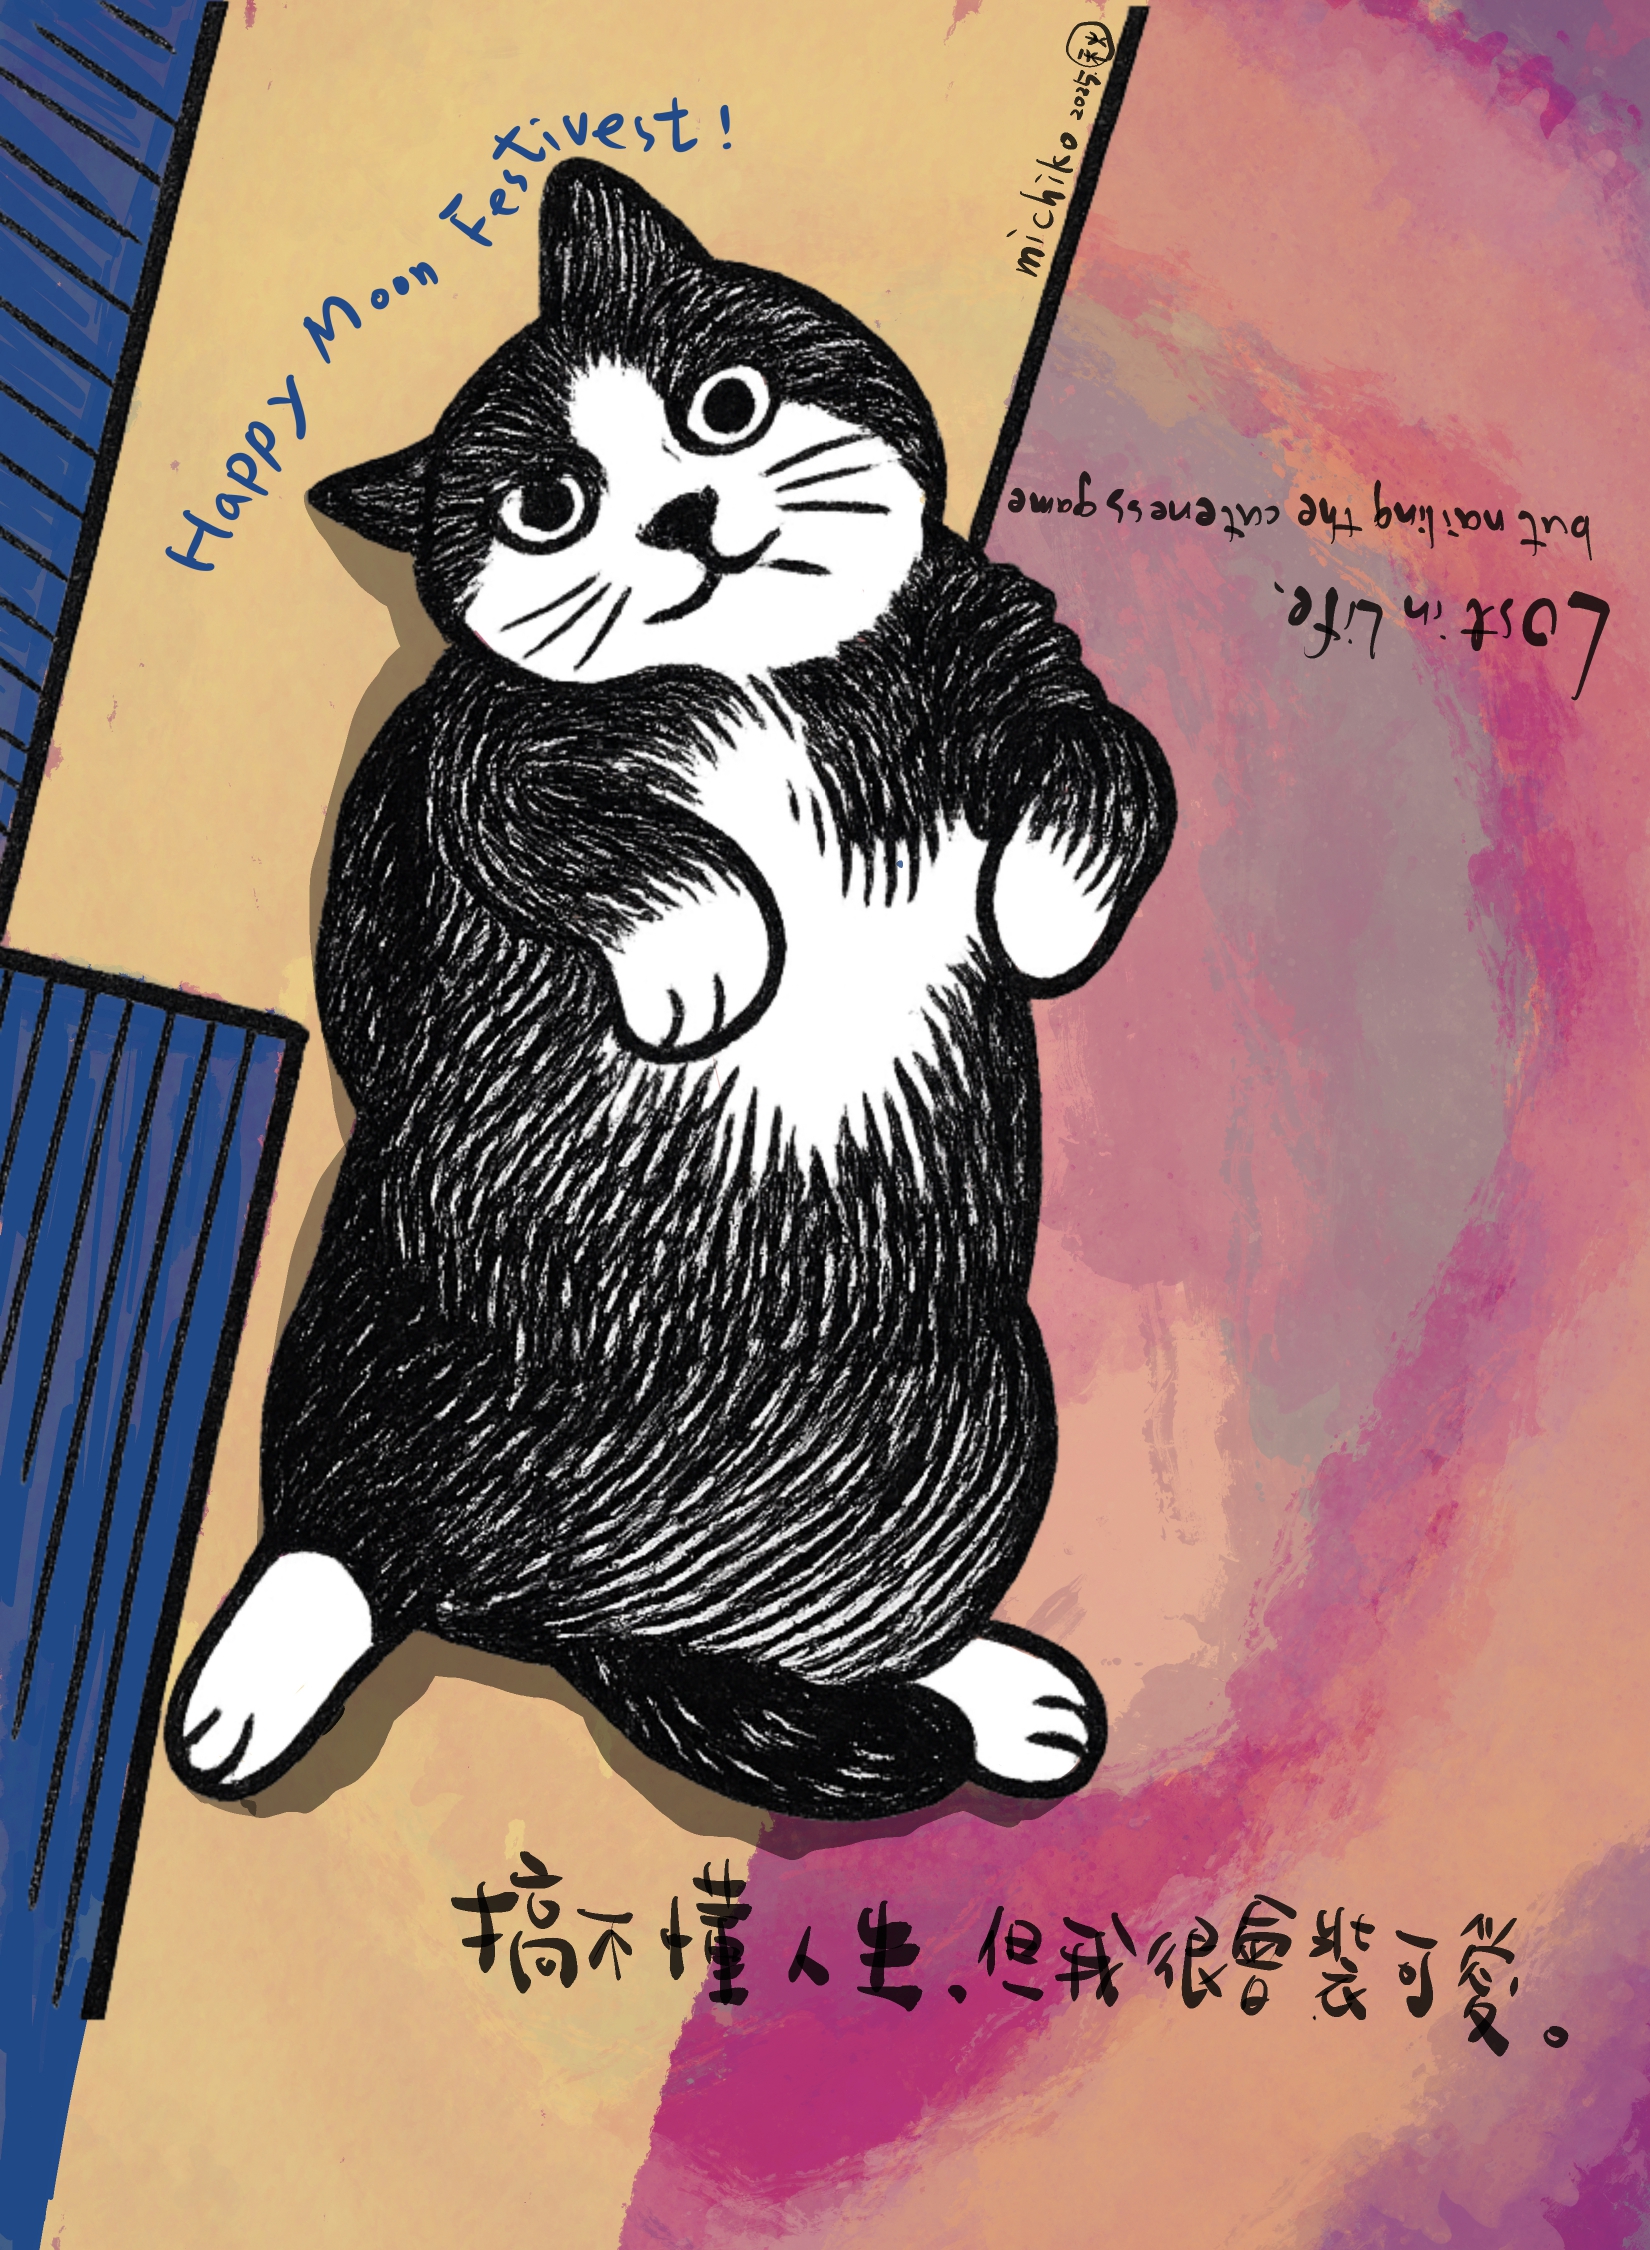 Happy Moon Festivest!
michiko 2025.
Lost in Life.
but nailing the cuteness game
搞不懂人生,但我很會裝可愛。